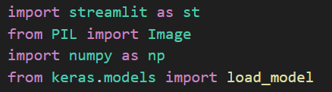 import streamlit as st
from PIL import Image
import numpy as np
from keras.models import load_model